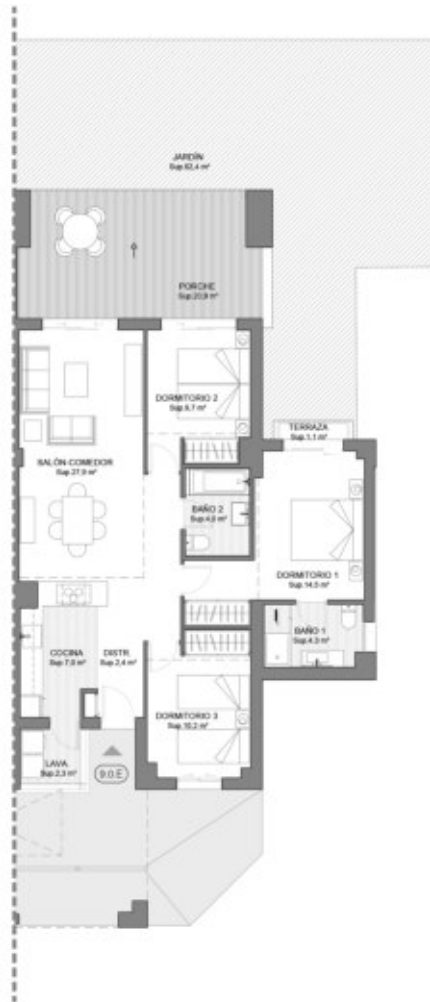 JARDÍN
Sup.62,4 m²
PORCHE
Sup.20,9 m²
DORMITORIO 2
Sup.9,7 m²
TERRAZA
Sup.1,1 m²
SALÓN-COMEDOR
Sup.27,9 m²
BAÑO 2
Sup.4,0 m²
DORMITORIO 1
Sup.14,5 m²
BAÑO 1
Sup.4,3 m²
COCINA
Sup.7,0 m²
DISTR.
Sup.2,4 m²
DORMITORIO 3
Sup.10,2 m²
LAVA
Sup.2,3 m²
9.0.E